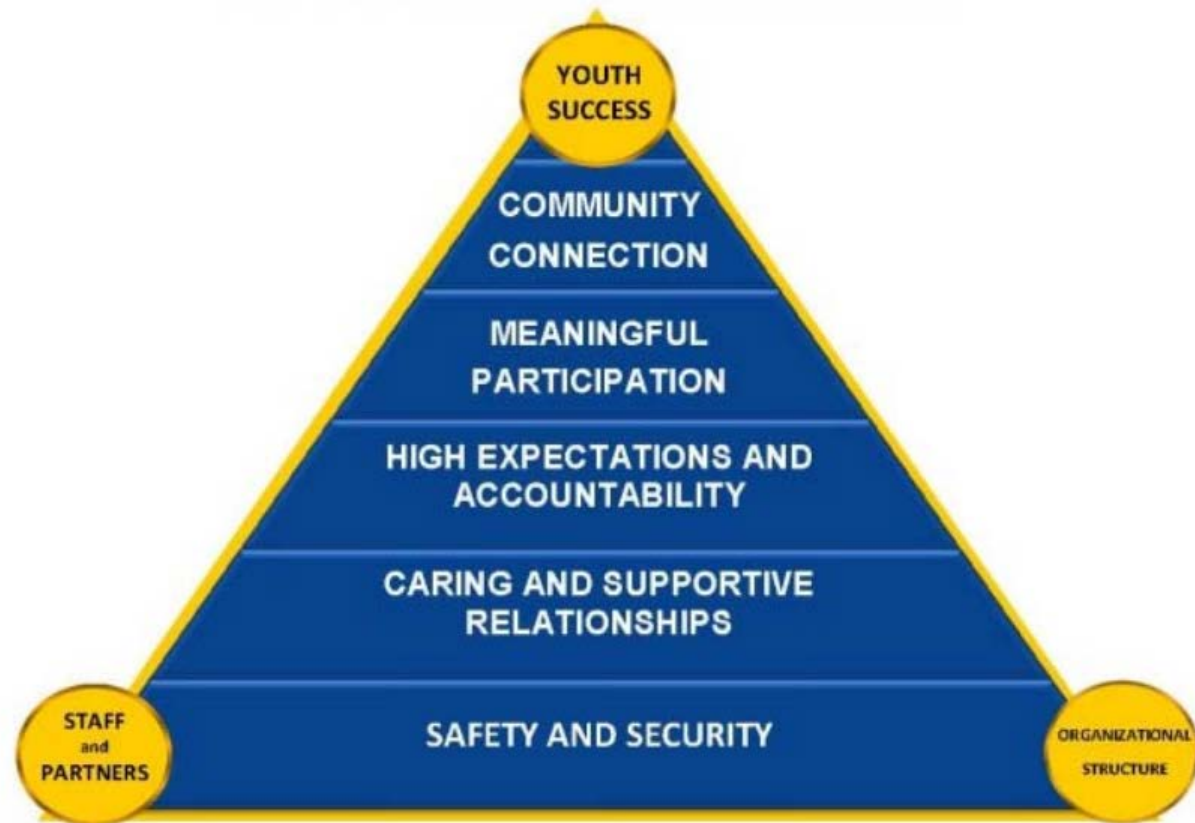 YOUTH
SUCCESS
COMMUNITY
CONNECTION
MEANINGFUL
PARTICIPATION
HIGH EXPECTATIONS AND
ACCOUNTABILITY
CARING AND SUPPORTIVE
RELATIONSHIPS
SAFETY AND SECURITY
STAFF
and
PARTNERS
ORGANIZATIONAL
STRUCTURE